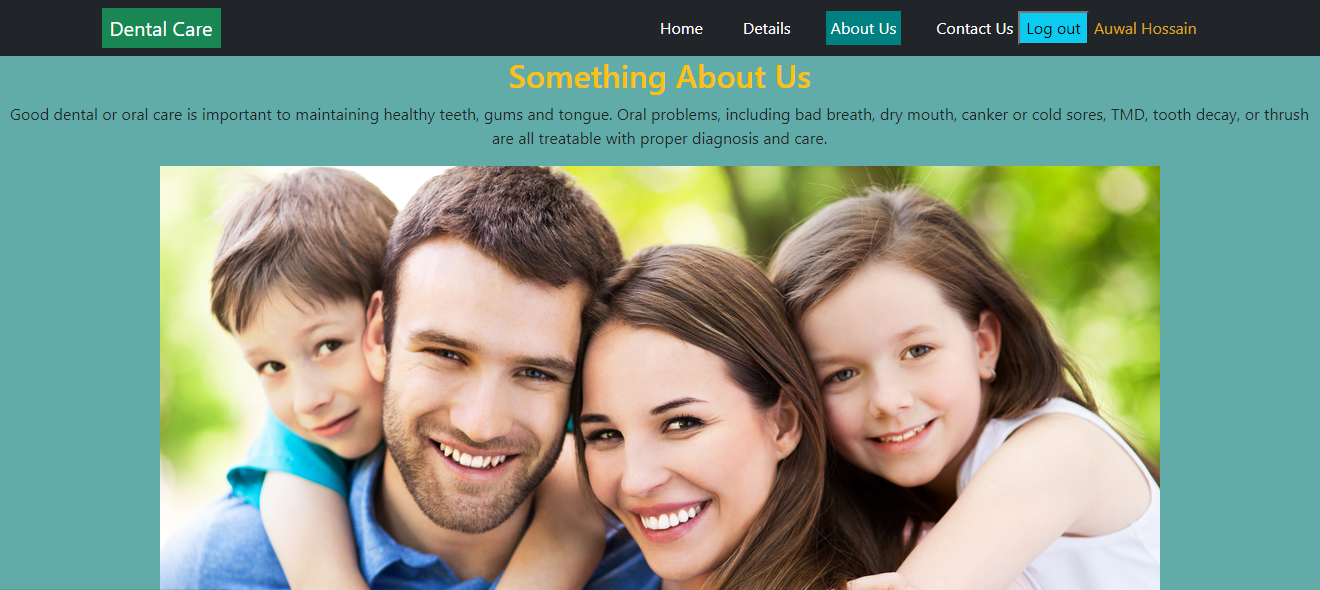 Dental Care
Home
Details
About Us
Contact Us
Log out
Auwal Hossain
Something About Us
Good dental or oral care is important to maintaining healthy teeth, gums and tongue. Oral problems, including bad breath, dry mouth, canker or cold sores, TMD, tooth decay, or thrush
are all treatable with proper diagnosis and care.